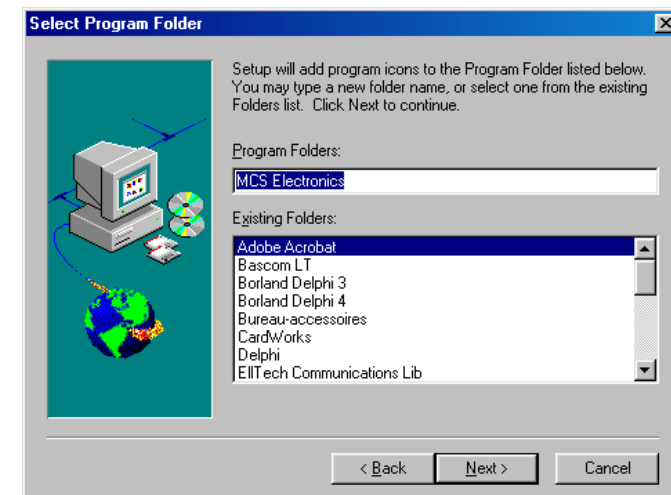 Select Program Folder
Setup will add program icons to the Program Folder listed below.
You may type a new folder name, or select one from the existing
Folders list. Click Next to continue.
Program Folders:
MCS Electronics
Existing Folders:
Adobe Acrobat
Bascom LT
Borland Delphi 3
Borland Delphi 4
Bureau-accessoires
CardWorks
Delphi
EllTech Communications Lib
< Back
Next >
Cancel